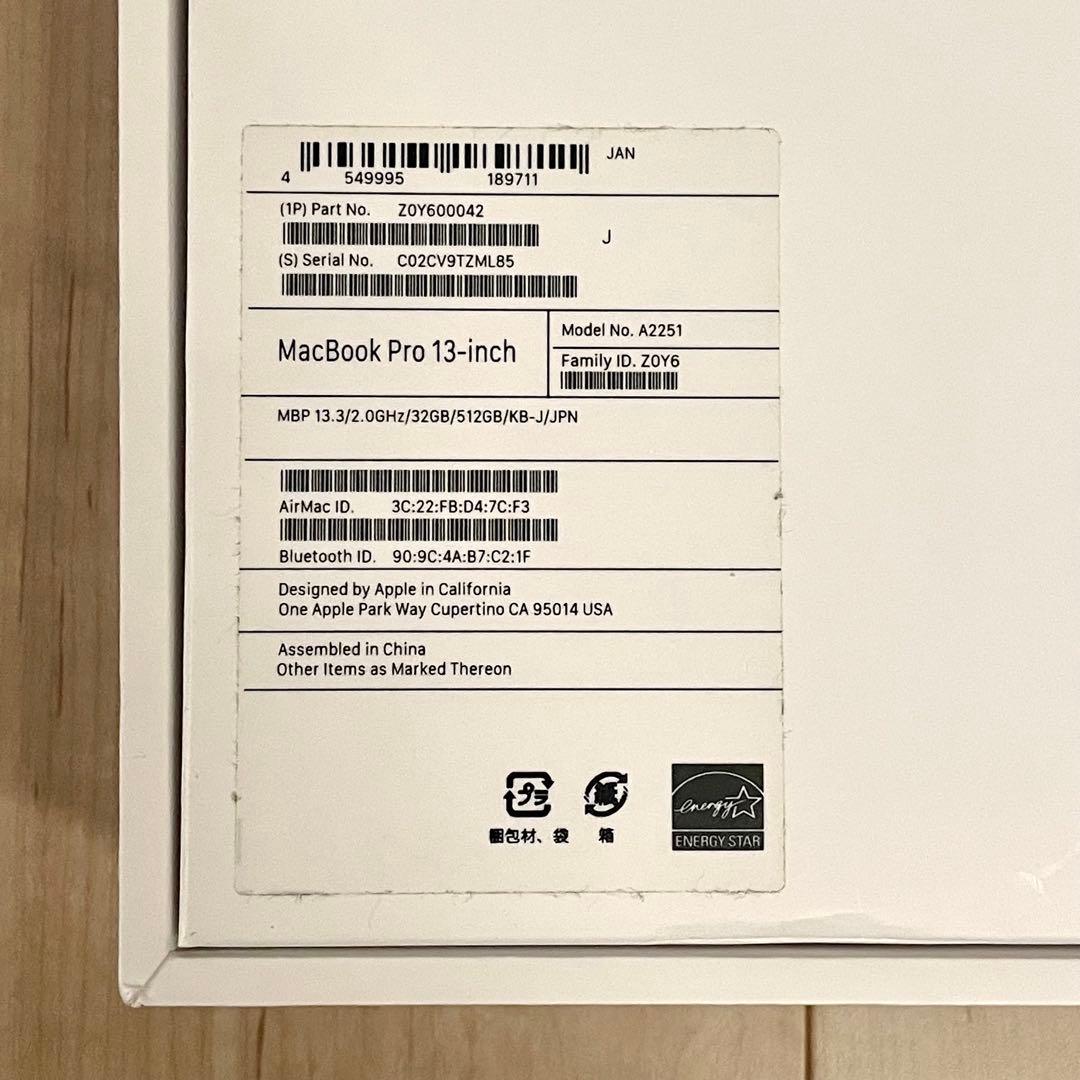 JAN
4 549995 189711
(1P) Part No. Z0Y600042
J
(S) Serial No. C02CV9TZML85
MacBook Pro 13-inch
Model No. A2251
Family ID. Z0Y6
MBP 13.3/2.0GHz/32GB/512GB/KB-J/JPN
AirMac ID. 3C:22:FB:D4:7C:F3
Bluetooth ID. 90:9C:4A:B7:C2:1F
Designed by Apple in California
One Apple Park Way Cupertino CA 95014 USA
Assembled in China
Other Items as Marked Thereon
プラ
紙
energy
梱包材、袋
箱
ENERGY STAR